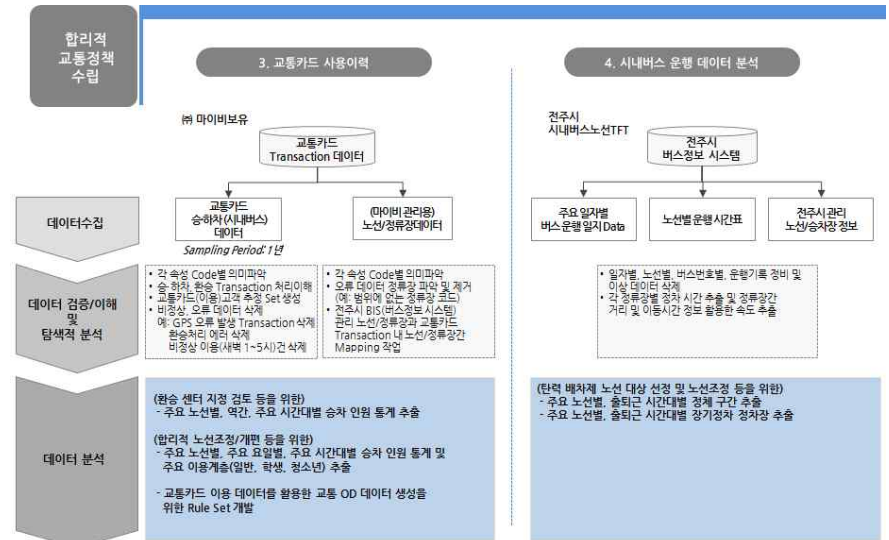 합리적
교통정책
수립
3. 교통카드 사용이력
4. 시내버스 운행 데이터 분석
㈜ 마이비보유
교통카드
Transaction 데이터
전주시
시내버스노선TFT
전주시
버스정보 시스템
데이터수집
교통카드
승·하차(시내버스)
데이터
Sampling Period: 1년
(마이비 관리용)
노선/정류장데이터
주요 일자별
버스 운행 일지 Data
노선별 운행 시간표
전주시 관리
노선/승차장 정보
데이터 검증/이해
및
탐색적 분석
• 각 속성 Code별 의미파악
• 승·하차, 환승 Transaction 처리이해
• 교통카드(이용)고객 추정 Set 생성
• 비정상, 오류 데이터 삭제
예: GPS 오류 발생 Transaction 삭제
환승처리 에러 삭제
비정상 이용(새벽 1~5시)건 삭제
• 각 속성 Code별 의미파악
• 오류 데이터 정류장 파악 및 제거
(예: 범위에 없는 정류장 코드)
• 전주시 BIS(버스정보 시스템)
관리 노선/정류장과 교통카드
Transaction 내 노선/정류장간
Mapping 작업
• 일자별, 노선별, 버스번호별, 운행기록 정비 및
이상 데이터 삭제
• 각 정류장별 정차 시간 추출 및 정류장간
거리 및 이동시간 정보 활용한 속도 추출
데이터 분석
(환승 센터 지정 검토 등을 위한)
- 주요 노선별, 역간, 주요 시간대별 승차 인원 통계 추출
(합리적 노선조정/개편 등을 위한)
- 주요 노선별, 주요 요일별, 주요 시간대별 승차 인원 통계 및
주요 이용계층(일반, 학생, 청소년) 추출
- 교통카드 이용 데이터를 활용한 교통 OD 데이터 생성을
위한 Rule Set 개발
(탄력 배차제 노선 대상 선정 및 노선조정 등을 위한)
- 주요 노선별, 출퇴근 시간대별 정체 구간 추출
- 주요 노선별, 출퇴근 시간대별 장기정차 정차장 추출